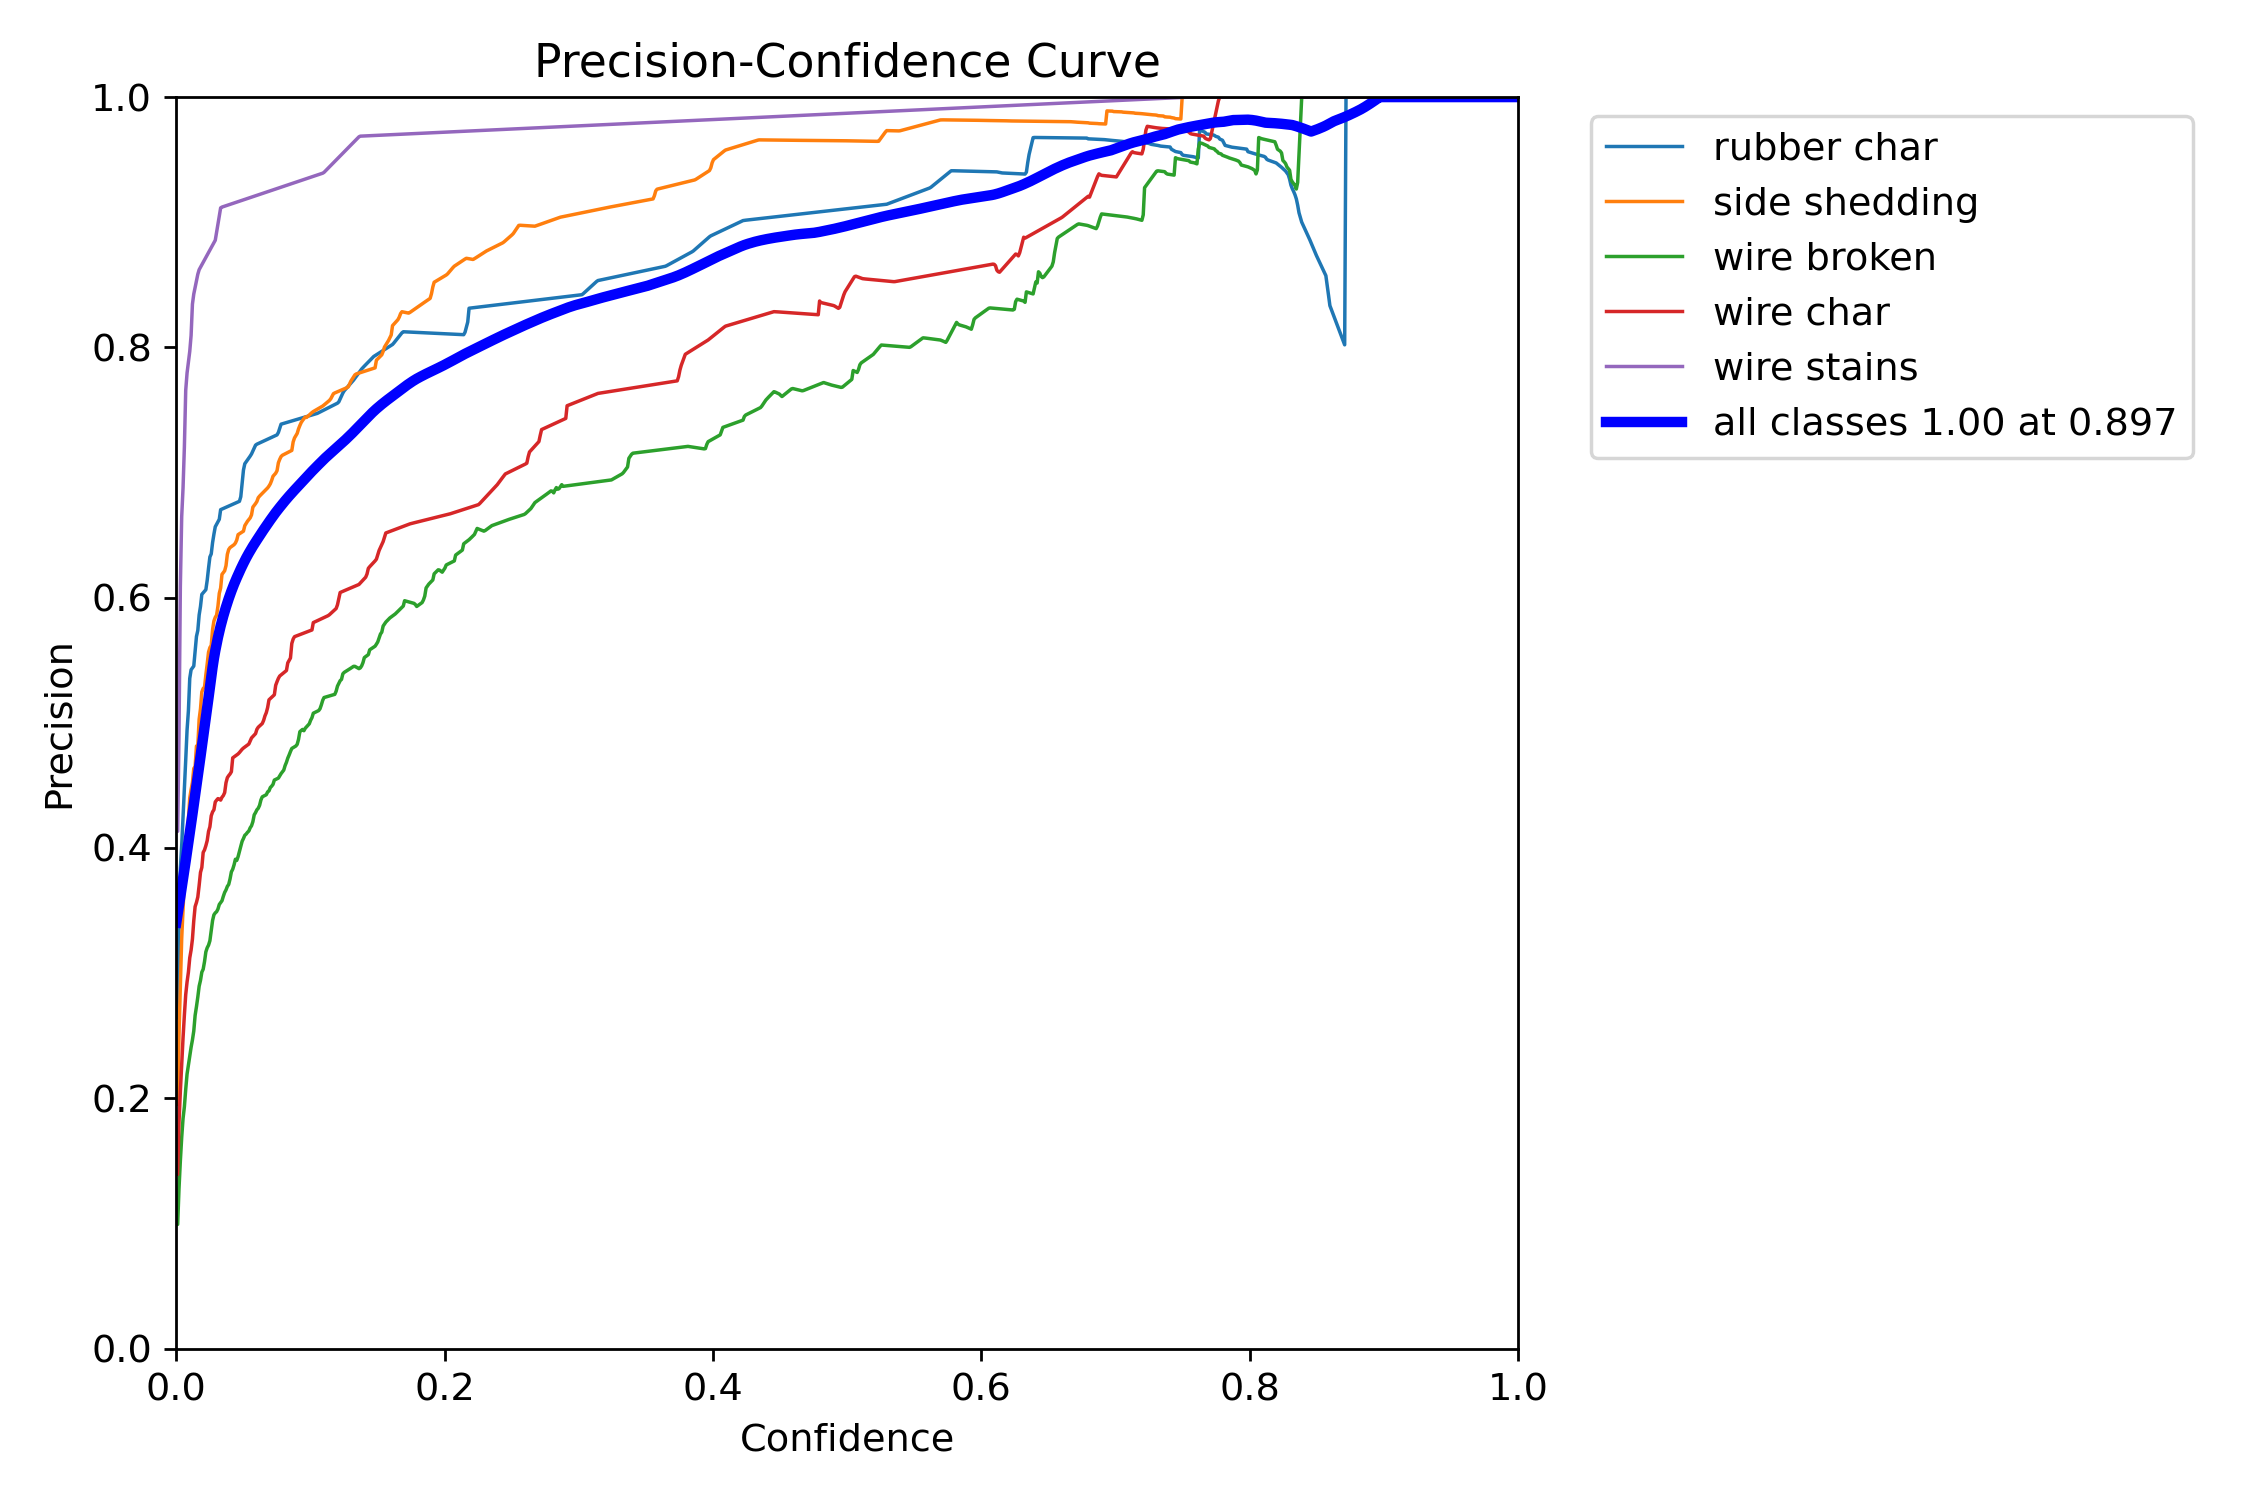 Precision-Confidence Curve
1.0
0.8
0.6
0.4
0.2
0.0
Precision
0.0 0.2 0.4 0.6 0.8 1.0
Confidence
rubber char
side shedding
wire broken
wire char
wire stains
all classes 1.00 at 0.897